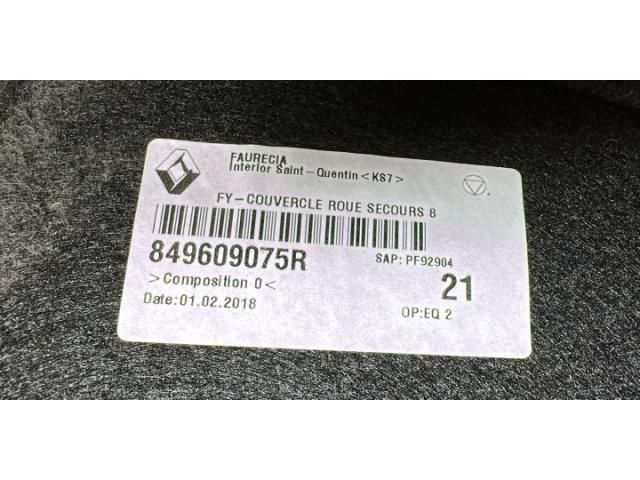 FAURECIA
Interior Saint-Quentin <KS7>
FY-COUVERCLE ROUE SECOURS 8
849609075R
SAP: PF92904
>Composition 0<
21
Date:01.02.2018
OP:EQ 2